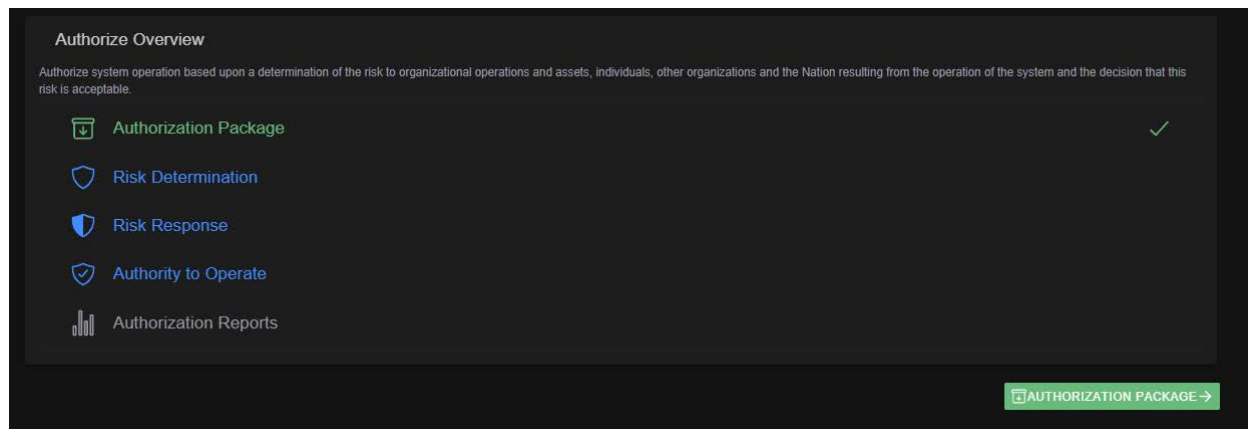 Authorize Overview
Authorize system operation based upon a determination of the risk to organizational operations and assets, individuals, other organizations and the Nation resulting from the operation of the system and the decision that this
risk is acceptable.
Authorization Package
Risk Determination
Risk Response
Authority to Operate
Authorization Reports
AUTHORIZATION PACKAGE